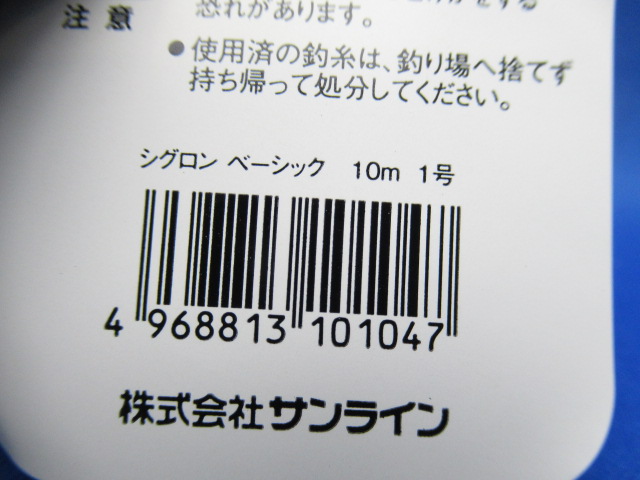 注意
恐れがあります。
●使用済の釣糸は、釣り場へ捨てず
持ち帰って処分してください。
シグロン ベーシック 10m 1号
4 968813 101047
株式会社サンライン